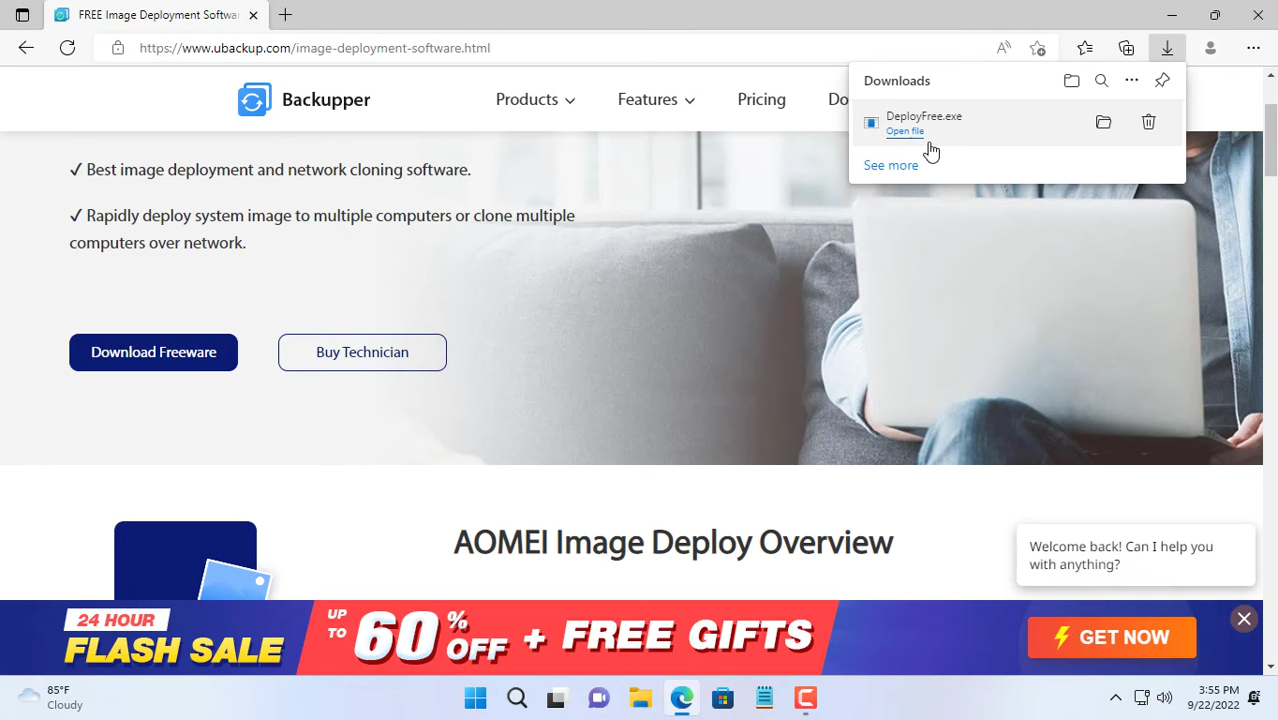 FREE Image Deployment Softwar
https://www.ubackup.com/image-deployment-software.html
Downloads
DeployFree.exe
Open file
See more
Backupper
Products
Features
Pricing
Do
✓ Best image deployment and network cloning software.
✓ Rapidly deploy system image to multiple computers or clone multiple
computers over network.
Download Freeware
Buy Technician
AOMEI Image Deploy Overview
Welcome back! Can I help you
with anything?
24 HOUR
FLASH SALE
UP
TO
60% OFF + FREE GIFTS
GET NOW
85°F
Cloudy
3:55 PM
9/22/2022